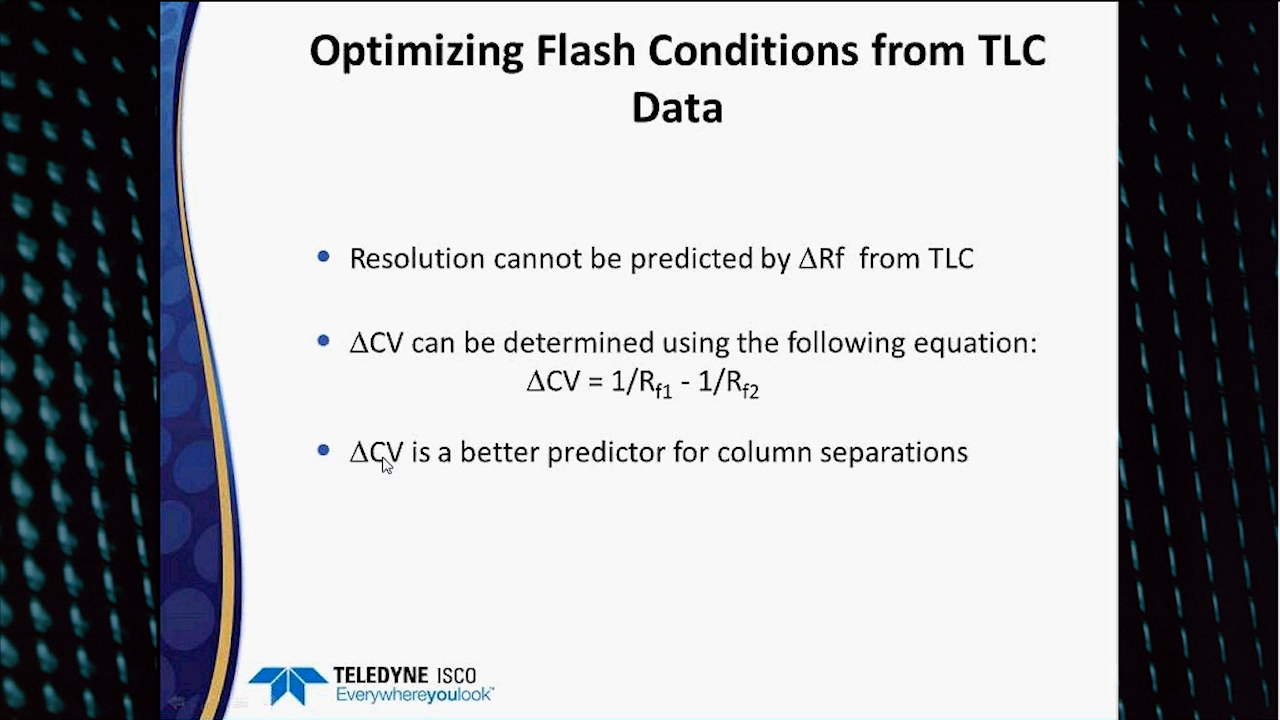 Optimizing Flash Conditions from TLC
Data
• Resolution cannot be predicted by ΔRf from TLC
• ΔCV can be determined using the following equation:
ΔCV = 1/Rf1 - 1/Rf2
• ΔCV is a better predictor for column separations
TELEDYNE ISCO
Everywhereyoulook™